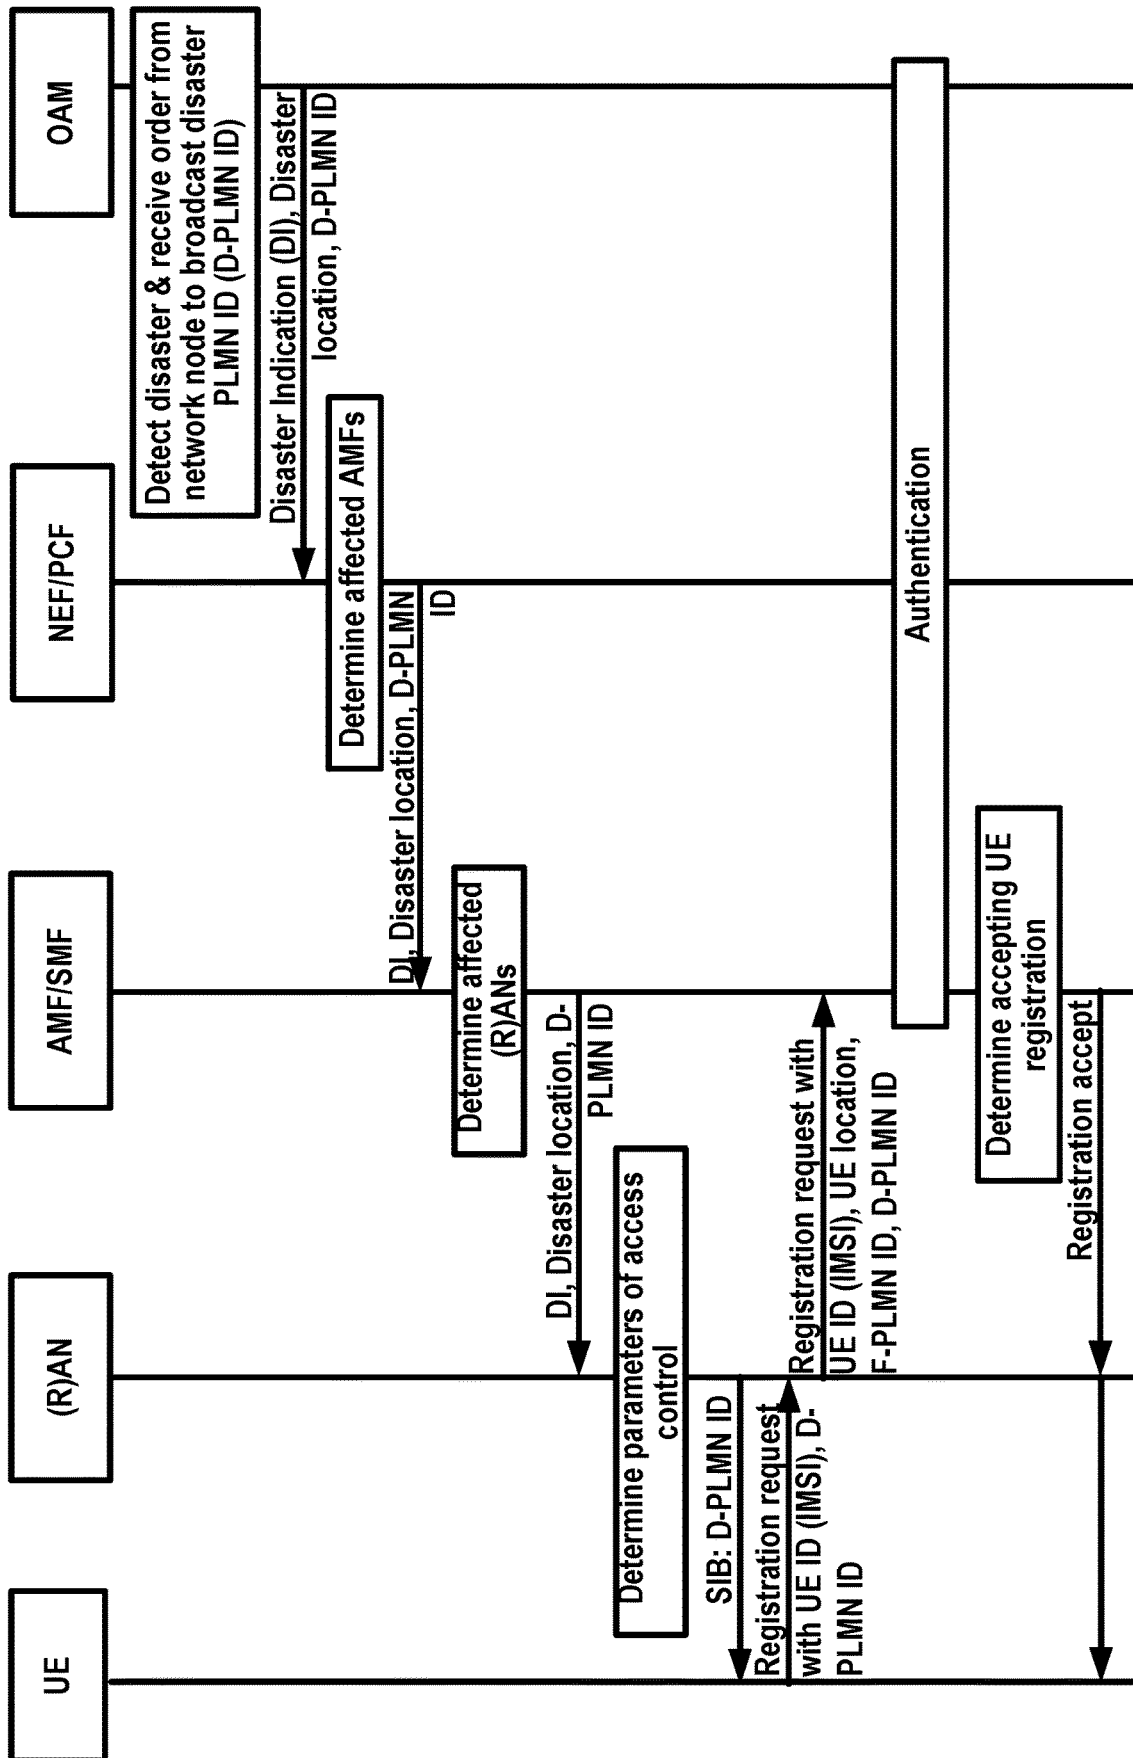 UE
(R)AN
AMF/SMF
NEF/PCF
OAM
Detect disaster & receive order from
network node to broadcast disaster
PLMN ID (D-PLMN ID)
Disaster Indication (DI), Disaster
location, D-PLMN ID
Determine affected AMFs
DI, Disaster location, D-PLMN
ID
Determine affected
(R)ANs
DI, Disaster location, D-
PLMN ID
Determine parameters of access
control
SIB: D-PLMN ID
Registration request
with UE ID (IMSI), D-
PLMN ID
Registration request with
UE ID (IMSI), UE location,
F-PLMN ID, D-PLMN ID
Authentication
Determine accepting UE
registration
Registration accept